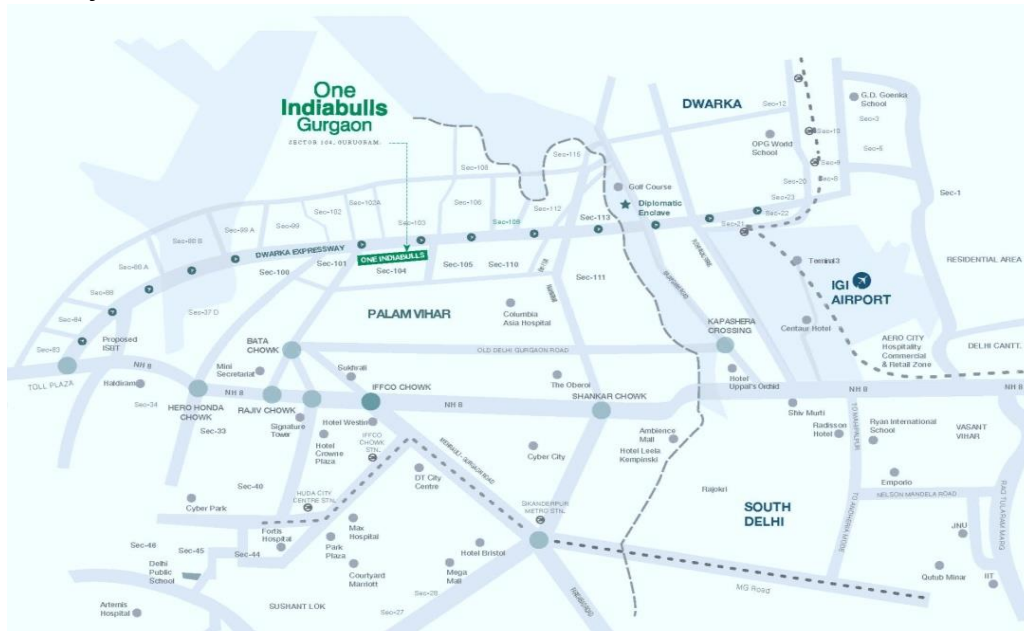 One
Indiabulls
Gurgaon
SECTOR 104, GURUGRAM.
DWARKA
Sec-12
G.D. Goenka
School
Sec-3
Sec-10
OPG World
School
Sec-6
Sec-9
Sec-20
Sec-1
Sec-23
Sec-22
Sec-21
Sec-115
Golf Course
Diplomatic
Enclave
Sec-102A
Sec-102
Sec-103
Sec-106
Sec-109
Sec-112
Sec-113
Sec-99
Sec-99 A
Sec-88 B
DWARKA EXPRESSWAY
ONE INDIABULLS
Sec-100
Sec-101
Sec-104
Sec-105
Sec-110
Sec-111
Sec-88
Sec-84
Sec-83
Sec-37 D
Terminal 3
IGI
AIRPORT
RESIDENTIAL AREA
PALAM VIHAR
Columbia
Asia Hospital
KAPASHERA
CROSSING
Centaur Hotel
AERO CITY
Hospitality
Commercial
& Retail Zone
DELHI CANTT.
Proposed
ISBT
BATA
CHOWK
OLD DELHI GURGAON ROAD
TOLL PLAZA
NH 8
Haldiram
Mini
Secretariat
Sukhrali
IFFCO CHOWK
The Oberoi
SHANKAR CHOWK
Hotel
Uppal's Orchid
NH 8
NH 8
Sec-34
HERO HONDA
CHOWK
NH 8
RAJIV CHOWK
NH 8
Sec-33
Signature
Tower
Hotel Westin
IFFCO
CHOWK
STN.
Hotel
Crowne
Plaza
Shiv Murti
Radisson
Hotel
Ryan International
School
VASANT
VIHAR
Ambience
Mall
Hotel Leela
Kempinski
Cyber City
DT City
Centre
Emporio
NELSON MANDELA ROAD
RAO TULARAM MARG
Rajokri
SOUTH
DELHI
Sec-40
HUDA CITY
CENTRE STN.
Cyber Park
SIKANDERPUR
METRO STN.
JNU
Fortis
Hospital
Max
Hospital
Park
Plaza
Sec-46
Sec-45
Sec-44
Delhi
Public
School
Hotel Bristol
Mega
Mall
Courtyard
Marriott
Qutub Minar
IIT
MG Road
Sec-28
Sec-27
SUSHANT LOK
Artemis
Hospital